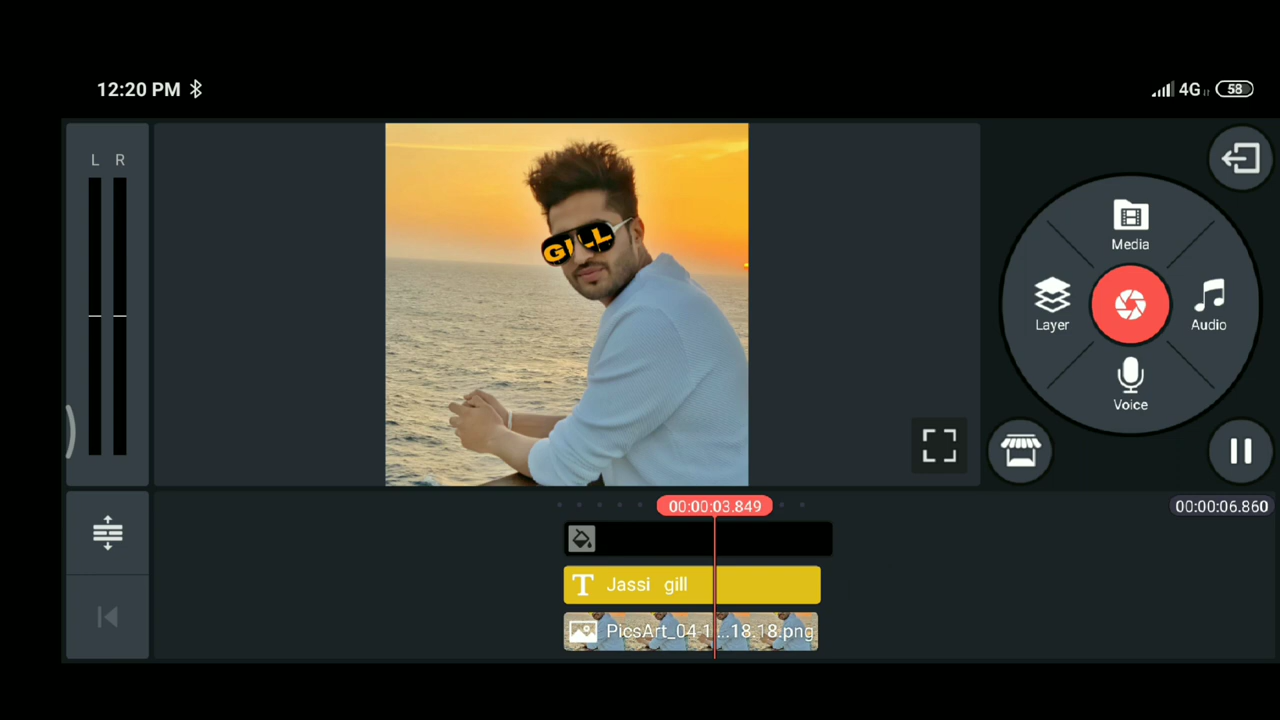 12:20 PM
4G 58
L R
GILL
Media
Layer
Audio
Voice
00:00:03.849
00:00:06.860
Jassi gill
PicsArt_04-1...18.18.png